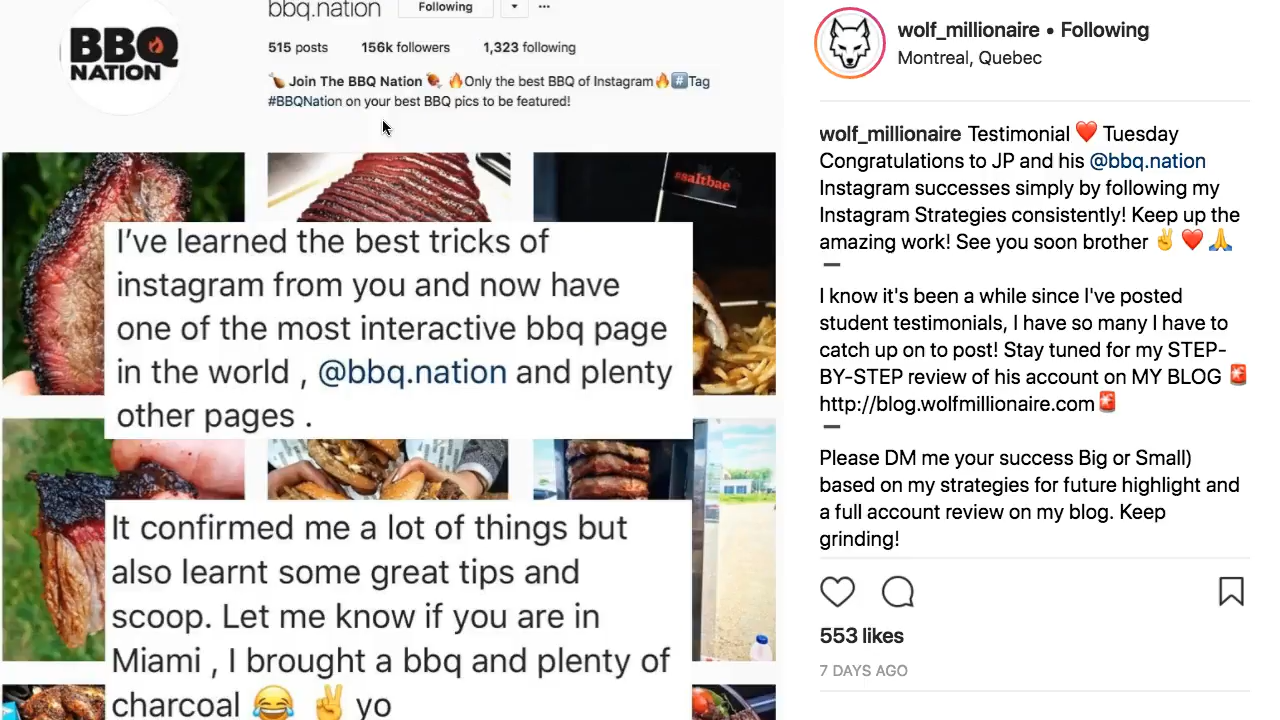 bbq.nation
Following
515 posts 156k followers 1,323 following
BBQ
NATION
🍗 Join The BBQ Nation 🍖 🔥Only the best BBQ of Instagram🔥#️⃣Tag
#BBQNation on your best BBQ pics to be featured!
#saltbae
I’ve learned the best tricks of
instagram from you and now have
one of the most interactive bbq page
in the world , @bbq.nation and plenty
other pages .
It confirmed me a lot of things but
also learnt some great tips and
scoop. Let me know if you are in
Miami , I brought a bbq and plenty of
charcoal 😂 ✌️ yo
wolf_millionaire • Following
Montreal, Quebec
wolf_millionaire Testimonial ❤️ Tuesday
Congratulations to JP and his @bbq.nation
Instagram successes simply by following my
Instagram Strategies consistently! Keep up the
amazing work! See you soon brother ✌️ ❤️ 🙏
➖
I know it's been a while since I've posted
student testimonials, I have so many I have to
catch up on to post! Stay tuned for my STEP-
BY-STEP review of his account on MY BLOG 🚨
http://blog.wolfmillionaire.com🚨
➖
Please DM me your success Big or Small)
based on my strategies for future highlight and
a full account review on my blog. Keep
grinding!
553 likes
7 DAYS AGO